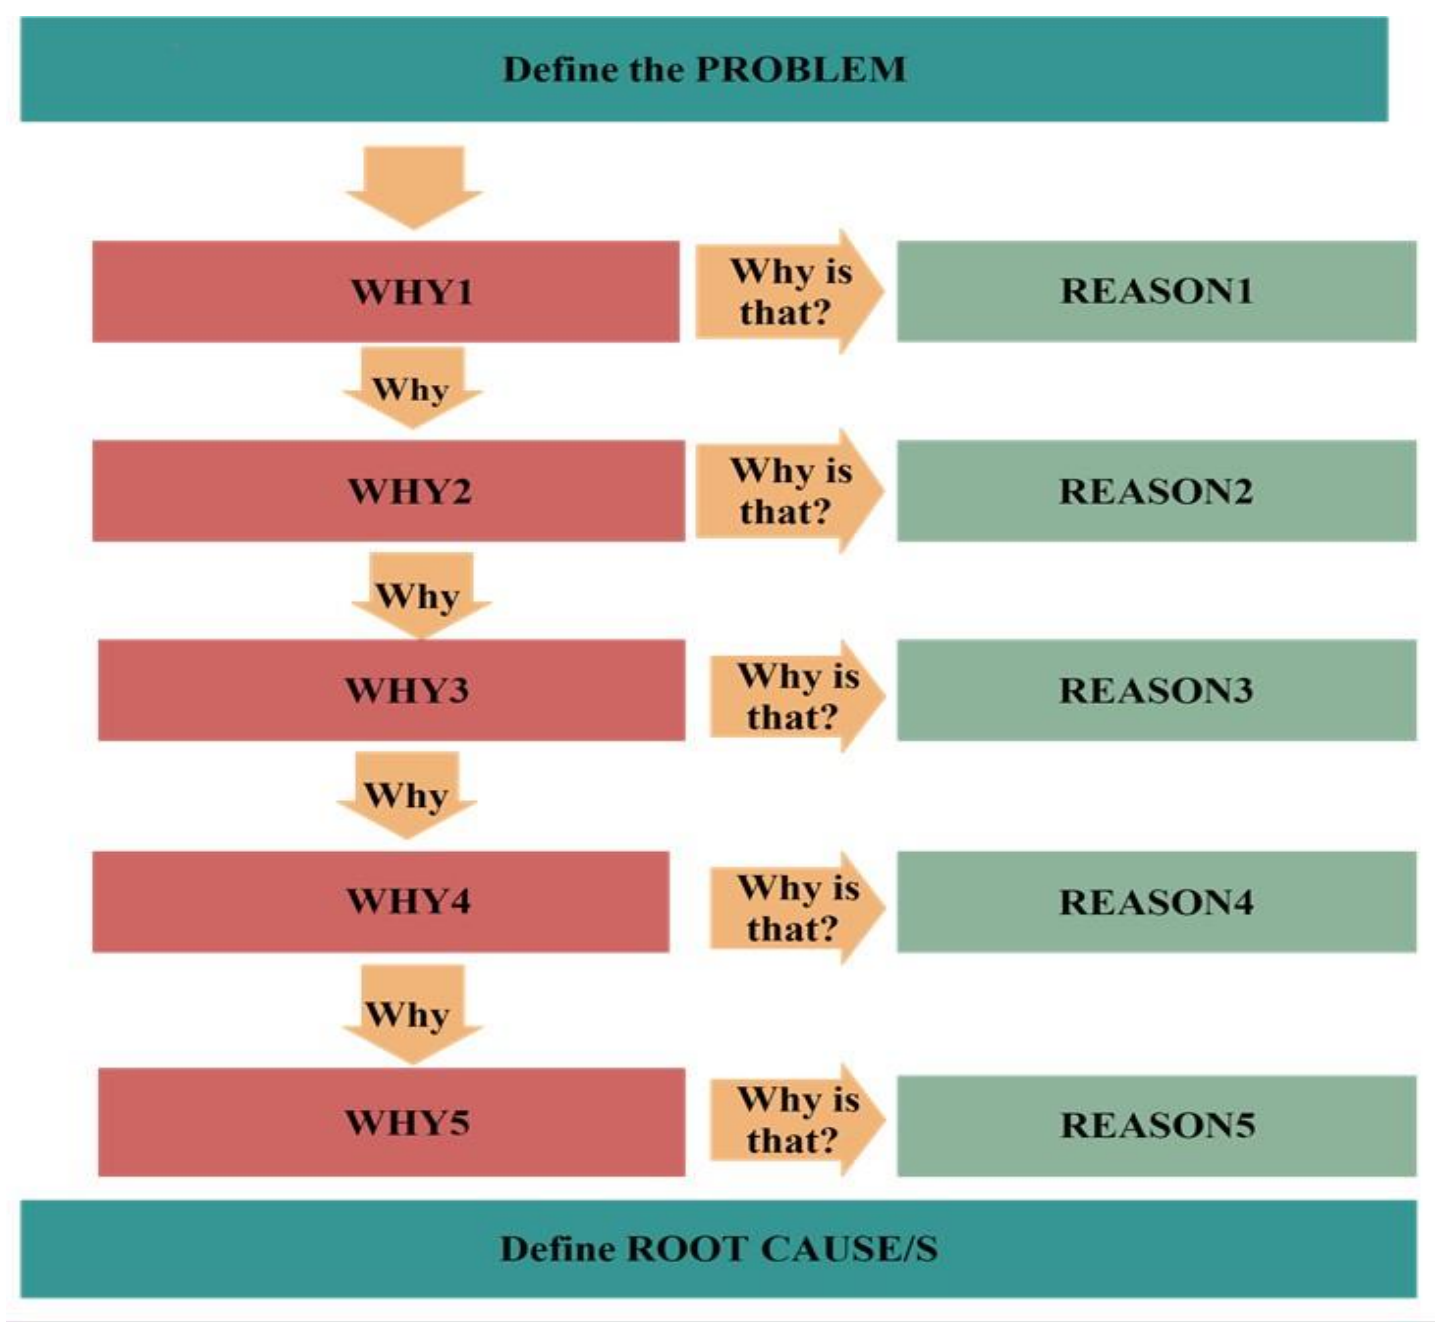 Define the PROBLEM
WHY1
Why is
that?
REASON1
Why
WHY2
Why is
that?
REASON2
Why
WHY3
Why is
that?
REASON3
Why
WHY4
Why is
that?
REASON4
Why
WHY5
Why is
that?
REASON5
Define ROOT CAUSE/S